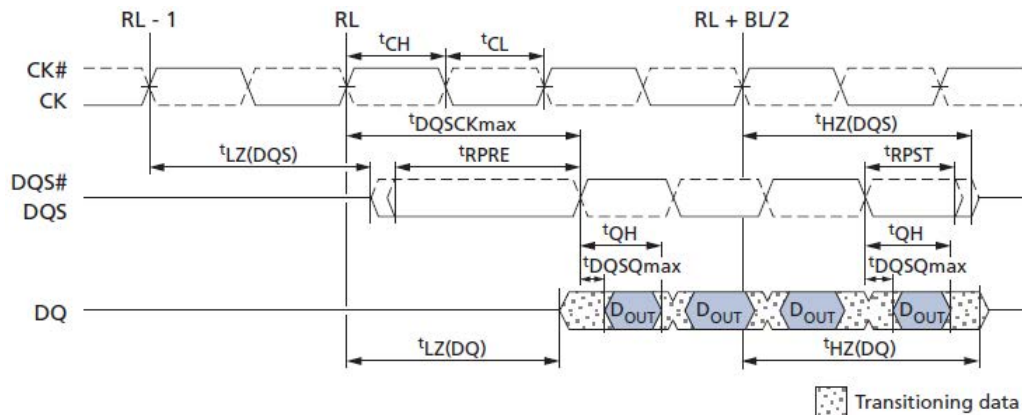 RL - 1 RL RL + BL/2
tCH tCL
CK#
CK
tDQSCKmax tHZ(DQS)
tLZ(DQS) tRPRE tRPST
DQS#
DQS
tQH tQH
tDQSQmax tDQSQmax
DQ DOUT DOUT DOUT DOUT
tLZ(DQ) tHZ(DQ)
Transitioning data